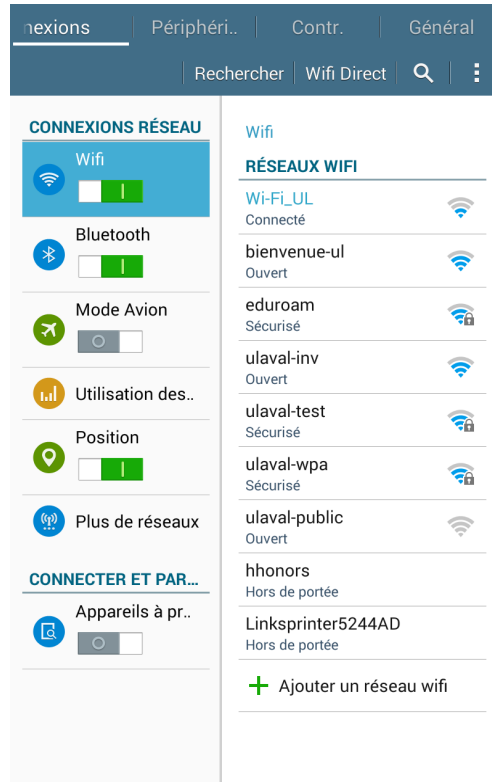 nexions Périphéri.. Contr. Général
Rechercher Wifi Direct
CONNEXIONS RÉSEAU
Wifi
Bluetooth
Mode Avion
Utilisation des..
Position
Plus de réseaux
CONNECTER ET PAR...
Appareils à pr..
Wifi
RÉSEAUX WIFI
Wi-Fi_UL
Connecté
bienvenue-ul
Ouvert
eduroam
Sécurisé
ulaval-inv
Ouvert
ulaval-test
Sécurisé
ulaval-wpa
Sécurisé
ulaval-public
Ouvert
hhonors
Hors de portée
Linksprinter5244AD
Hors de portée
Ajouter un réseau wifi